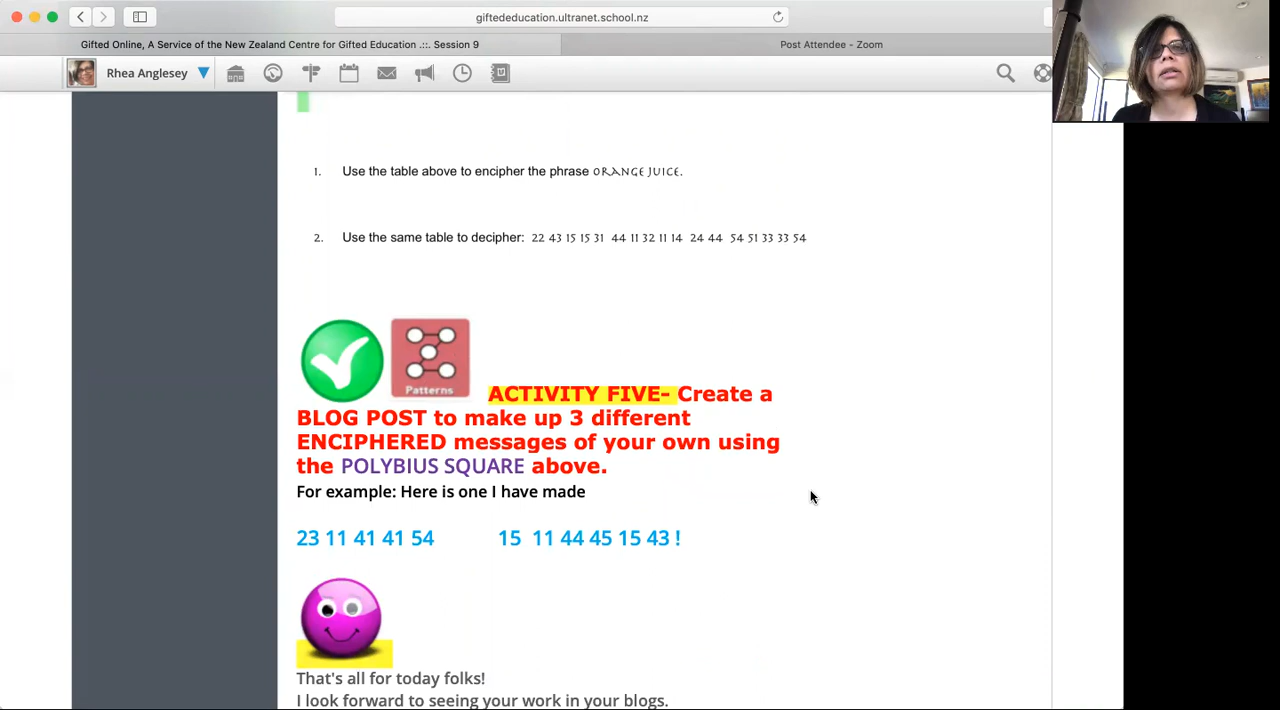 giftededucation.ultranet.school.nz
Gifted Online, A Service of the New Zealand Centre for Gifted Education .::. Session 9
Post Attendee - Zoom
Rhea Anglesey
1. Use the table above to encipher the phrase ORANGE JUICE.
2. Use the same table to decipher: 22 43 15 15 31 44 11 32 11 14 24 44 54 51 33 33 54
Patterns
ACTIVITY FIVE- Create a
BLOG POST to make up 3 different
ENCIPHERED messages of your own using
the POLYBIUS SQUARE above.
For example: Here is one I have made
23 11 41 41 54 15 11 44 45 15 43 !
That's all for today folks!
I look forward to seeing your work in your blogs.